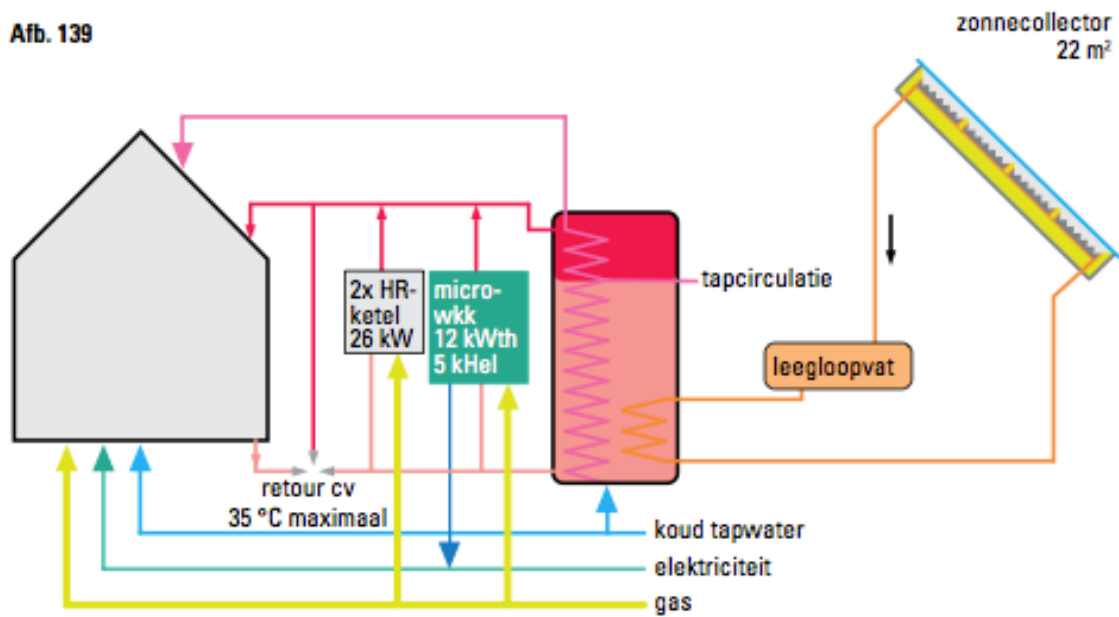 Afb. 139
zonnecollector
22 m²
2x HR-
ketel
26 kW
micro-
wkk
12 kWth
5 kHel
tapcirculatie
leegloopvat
retour cv
35 °C maximaal
koud tapwater
elektriciteit
gas